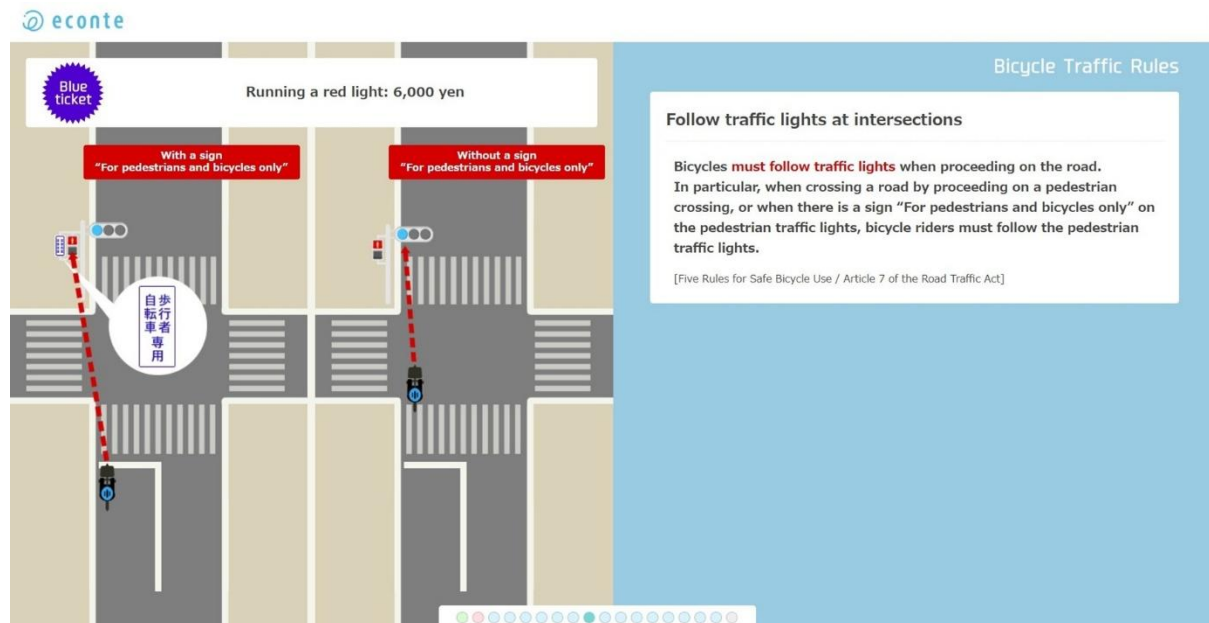 econte
Blue
ticket
Running a red light: 6,000 yen
With a sign
“For pedestrians and bicycles only”
Without a sign
“For pedestrians and bicycles only”
歩行者
自転車
専用
Bicycle Traffic Rules
Follow traffic lights at intersections
Bicycles must follow traffic lights when proceeding on the road.
In particular, when crossing a road by proceeding on a pedestrian
crossing, or when there is a sign “For pedestrians and bicycles only” on
the pedestrian traffic lights, bicycle riders must follow the pedestrian
traffic lights.
[Five Rules for Safe Bicycle Use / Article 7 of the Road Traffic Act]